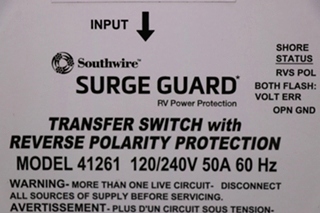 INPUT
SHORE
STATUS
Southwire®
RVS POL
SURGE GUARD®
BOTH FLASH:
RV Power Protection
VOLT ERR
OPN GND
TRANSFER SWITCH with
REVERSE POLARITY PROTECTION
MODEL 41261 120/240V 50A 60 Hz
WARNING- MORE THAN ONE LIVE CIRCUIT- DISCONNECT
ALL SOURCES OF SUPPLY BEFORE SERVICING.
AVERTISSEMENT- PLUS D'UN CIRCUIT SOUS TENSION-